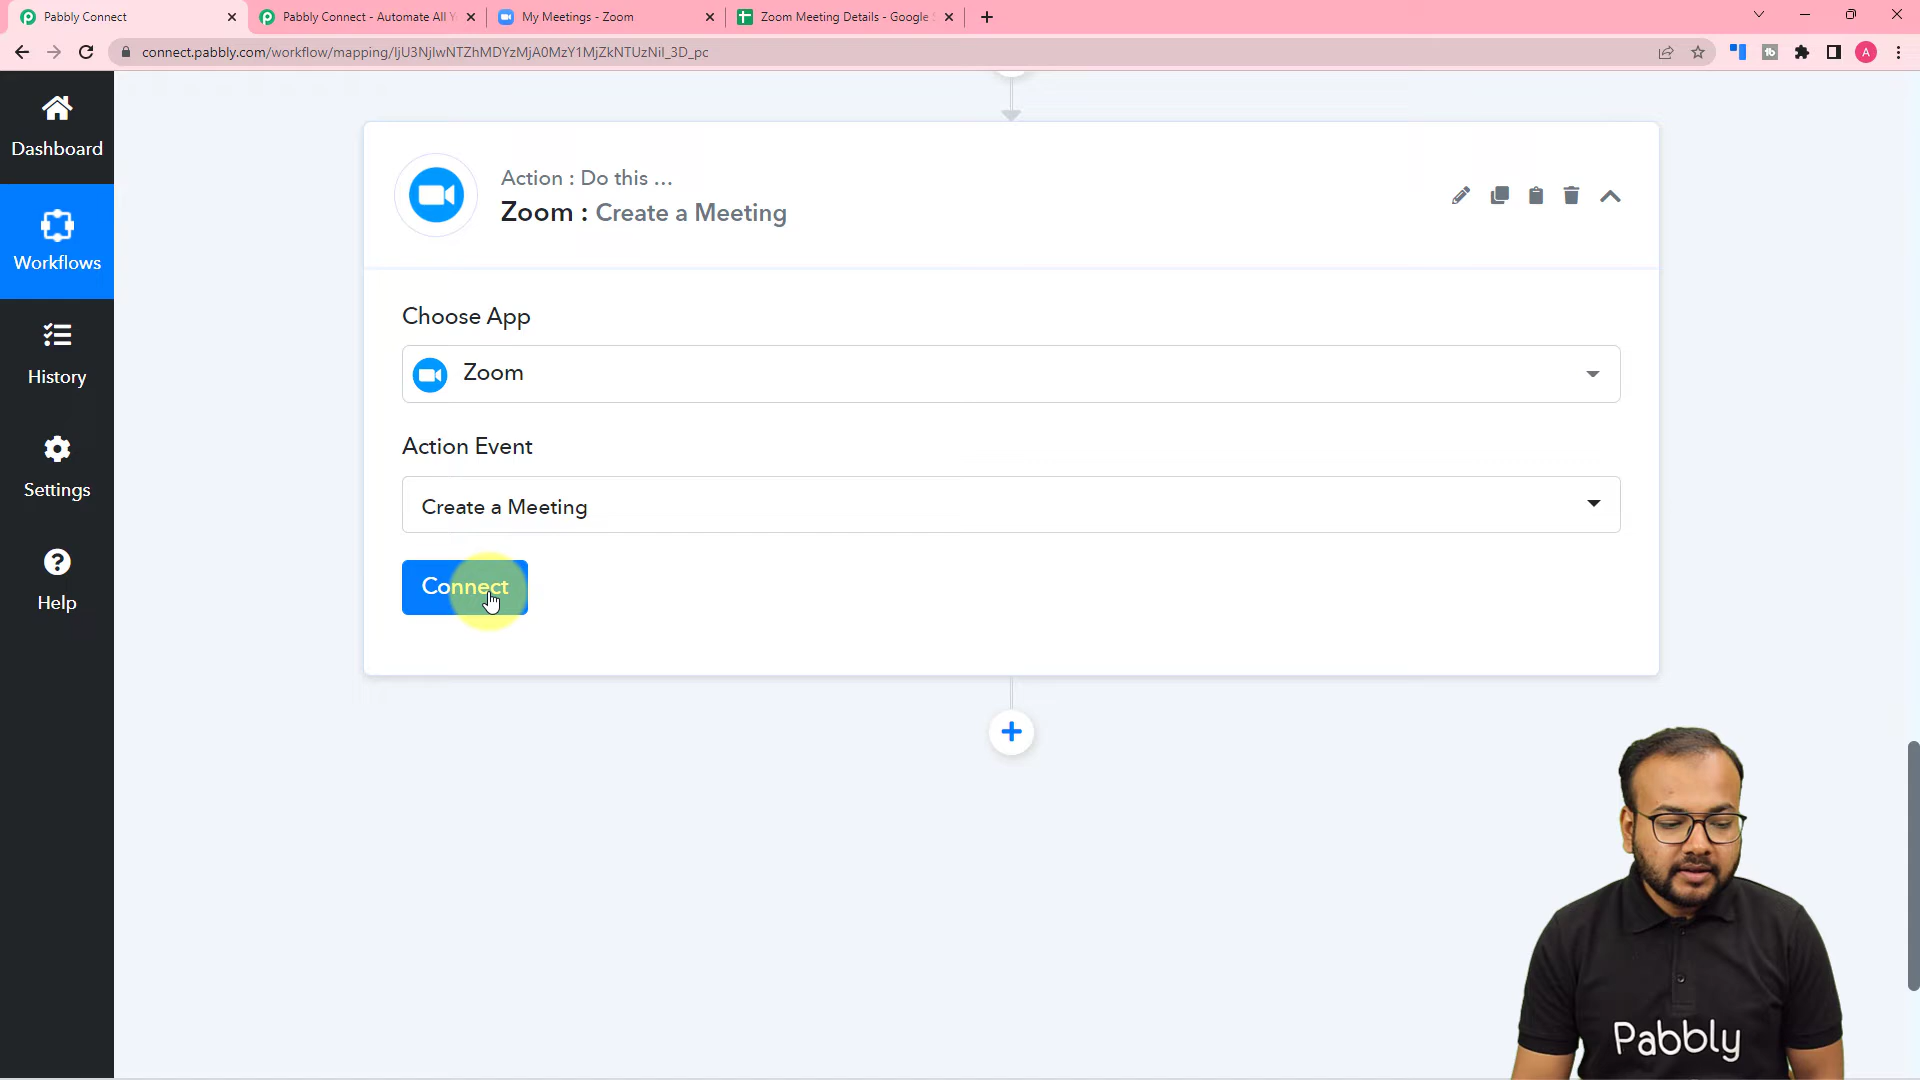 Pabbly Connect
Pabbly Connect - Automate All Y
My Meetings - Zoom
Zoom Meeting Details - Google
connect.pabbly.com/workflow/mapping/IjU3NjIwNTZhMDYzMjA0MzY1MjZkNTUzNiI_3D_pc
A
Dashboard
Workflows
History
Settings
Help
Action : Do this ...
Zoom : Create a Meeting
Choose App
Zoom
Action Event
Create a Meeting
Connect
Pabbly